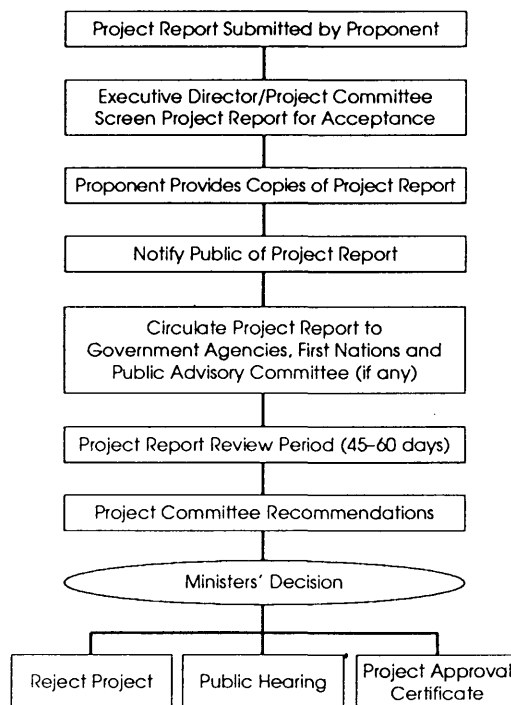 Project Report Submitted by Proponent
Executive Director/Project Committee
Screen Project Report for Acceptance
Proponent Provides Copies of Project Report
Notify Public of Project Report
Circulate Project Report to
Government Agencies, First Nations and
Public Advisory Committee (if any)
Project Report Review Period (45–60 days)
Project Committee Recommendations
Ministers' Decision
Reject Project
Public Hearing
Project Approval
Certificate